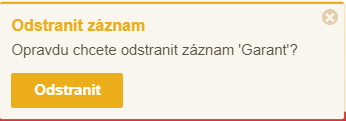 Odstranit záznam
Opravdu chcete odstranit záznam 'Garant'?
Odstranit